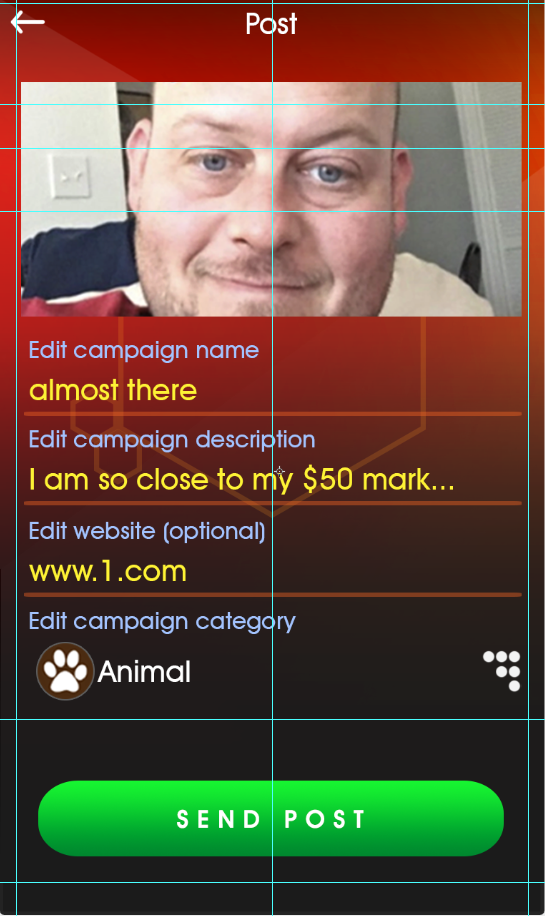 Post
Edit campaign name
almost there
Edit campaign description
I am so close to my $50 mark...
Edit website (optional)
www.1.com
Edit campaign category
Animal
SEND POST